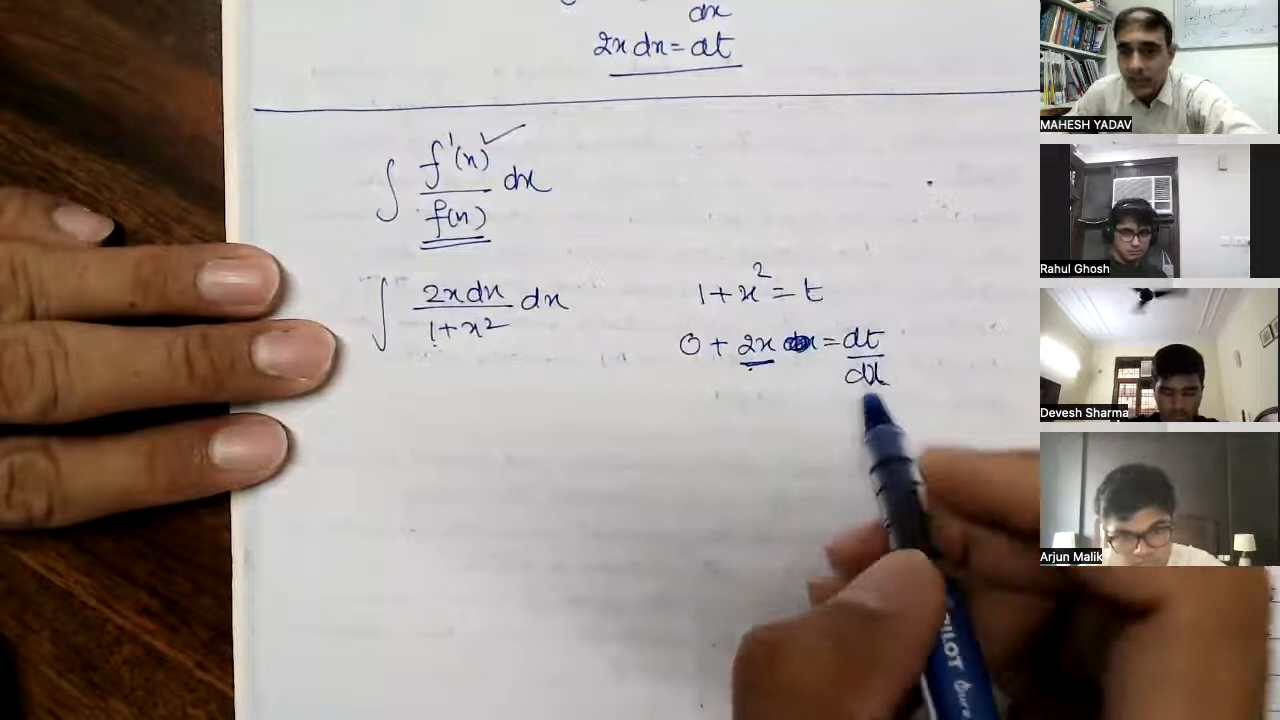 dx
2x dx = dt
∫ f'(x) / f(x) dx
∫ 2x dx / 1+x² dx
1 + x² = t
0 + 2x = dt / dx
PILOT
MAHESH YADAV
Rahul Ghosh
Devesh Sharma
Arjun Malik